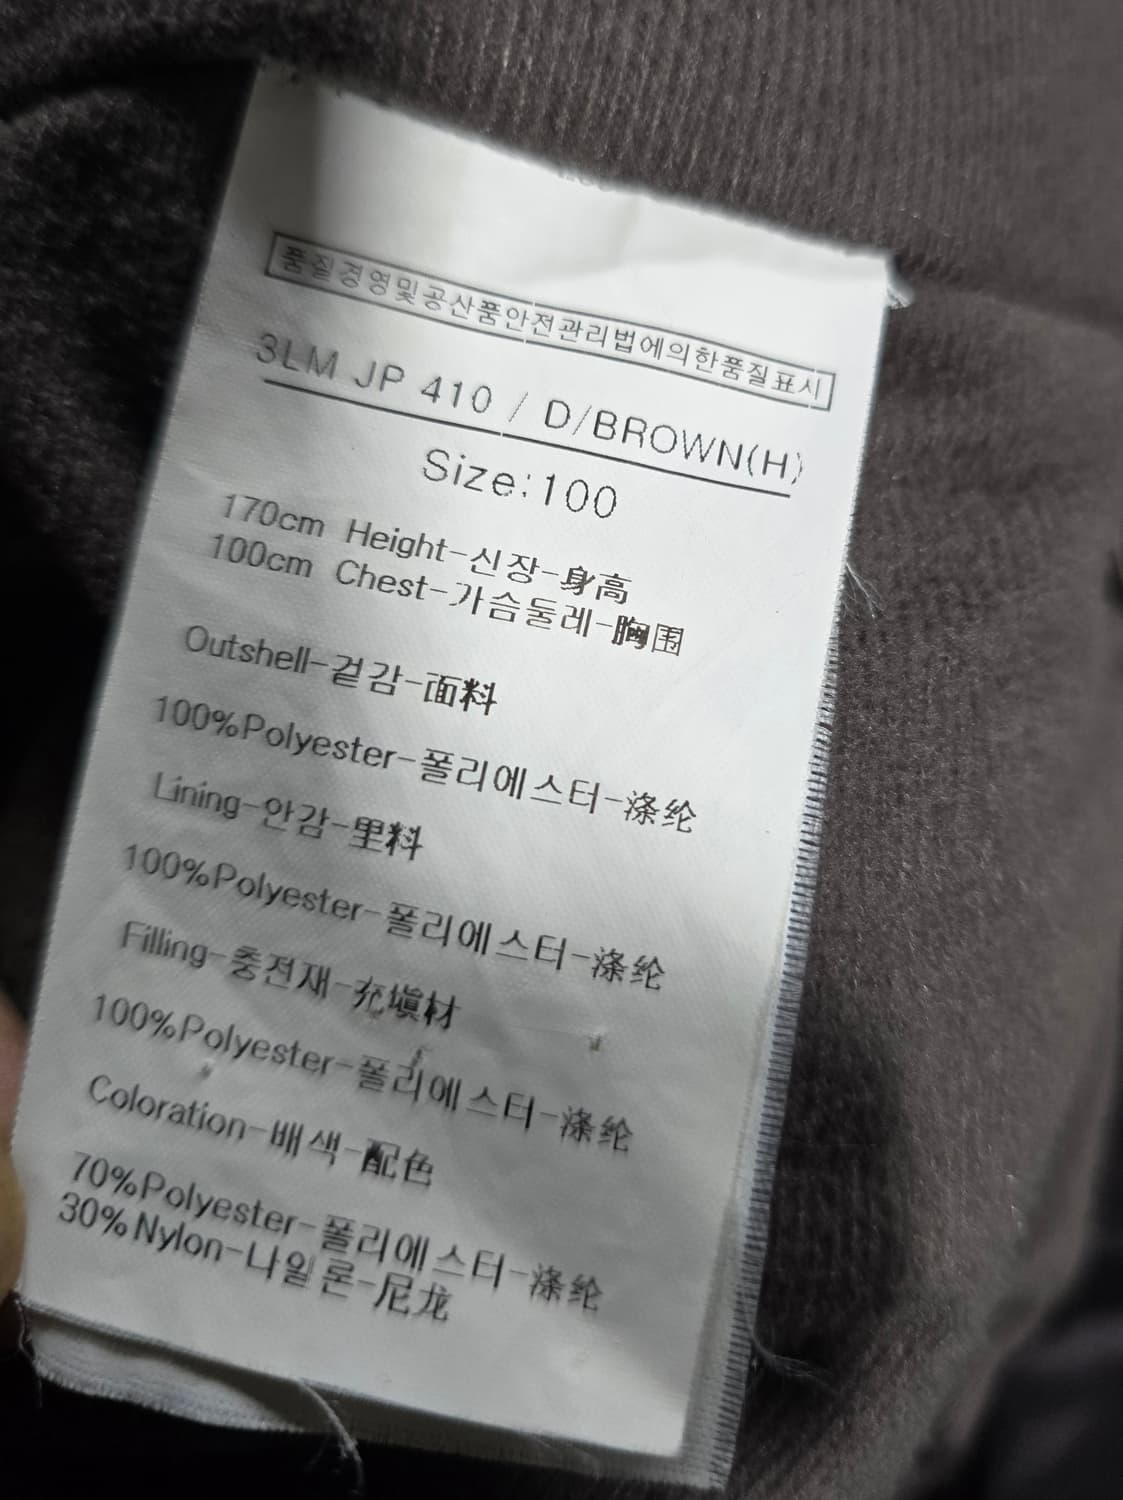 품질경영및공산품안전관리법에의한품질표시
3LM JP 410 / D/BROWN(H)
Size:100
170cm Height-신장-身高
100cm Chest-가슴둘레-胸围
Outshell-겉감-面料
100%Polyester-폴리에스터-涤纶
Lining-안감-里料
100%Polyester-폴리에스터-涤纶
Filling-충전재-充塡材
100%Polyester-폴리에스터-涤纶
Coloration-배색-配色
70%Polyester-폴리에스터-涤纶
30%Nylon-나일론-尼龙